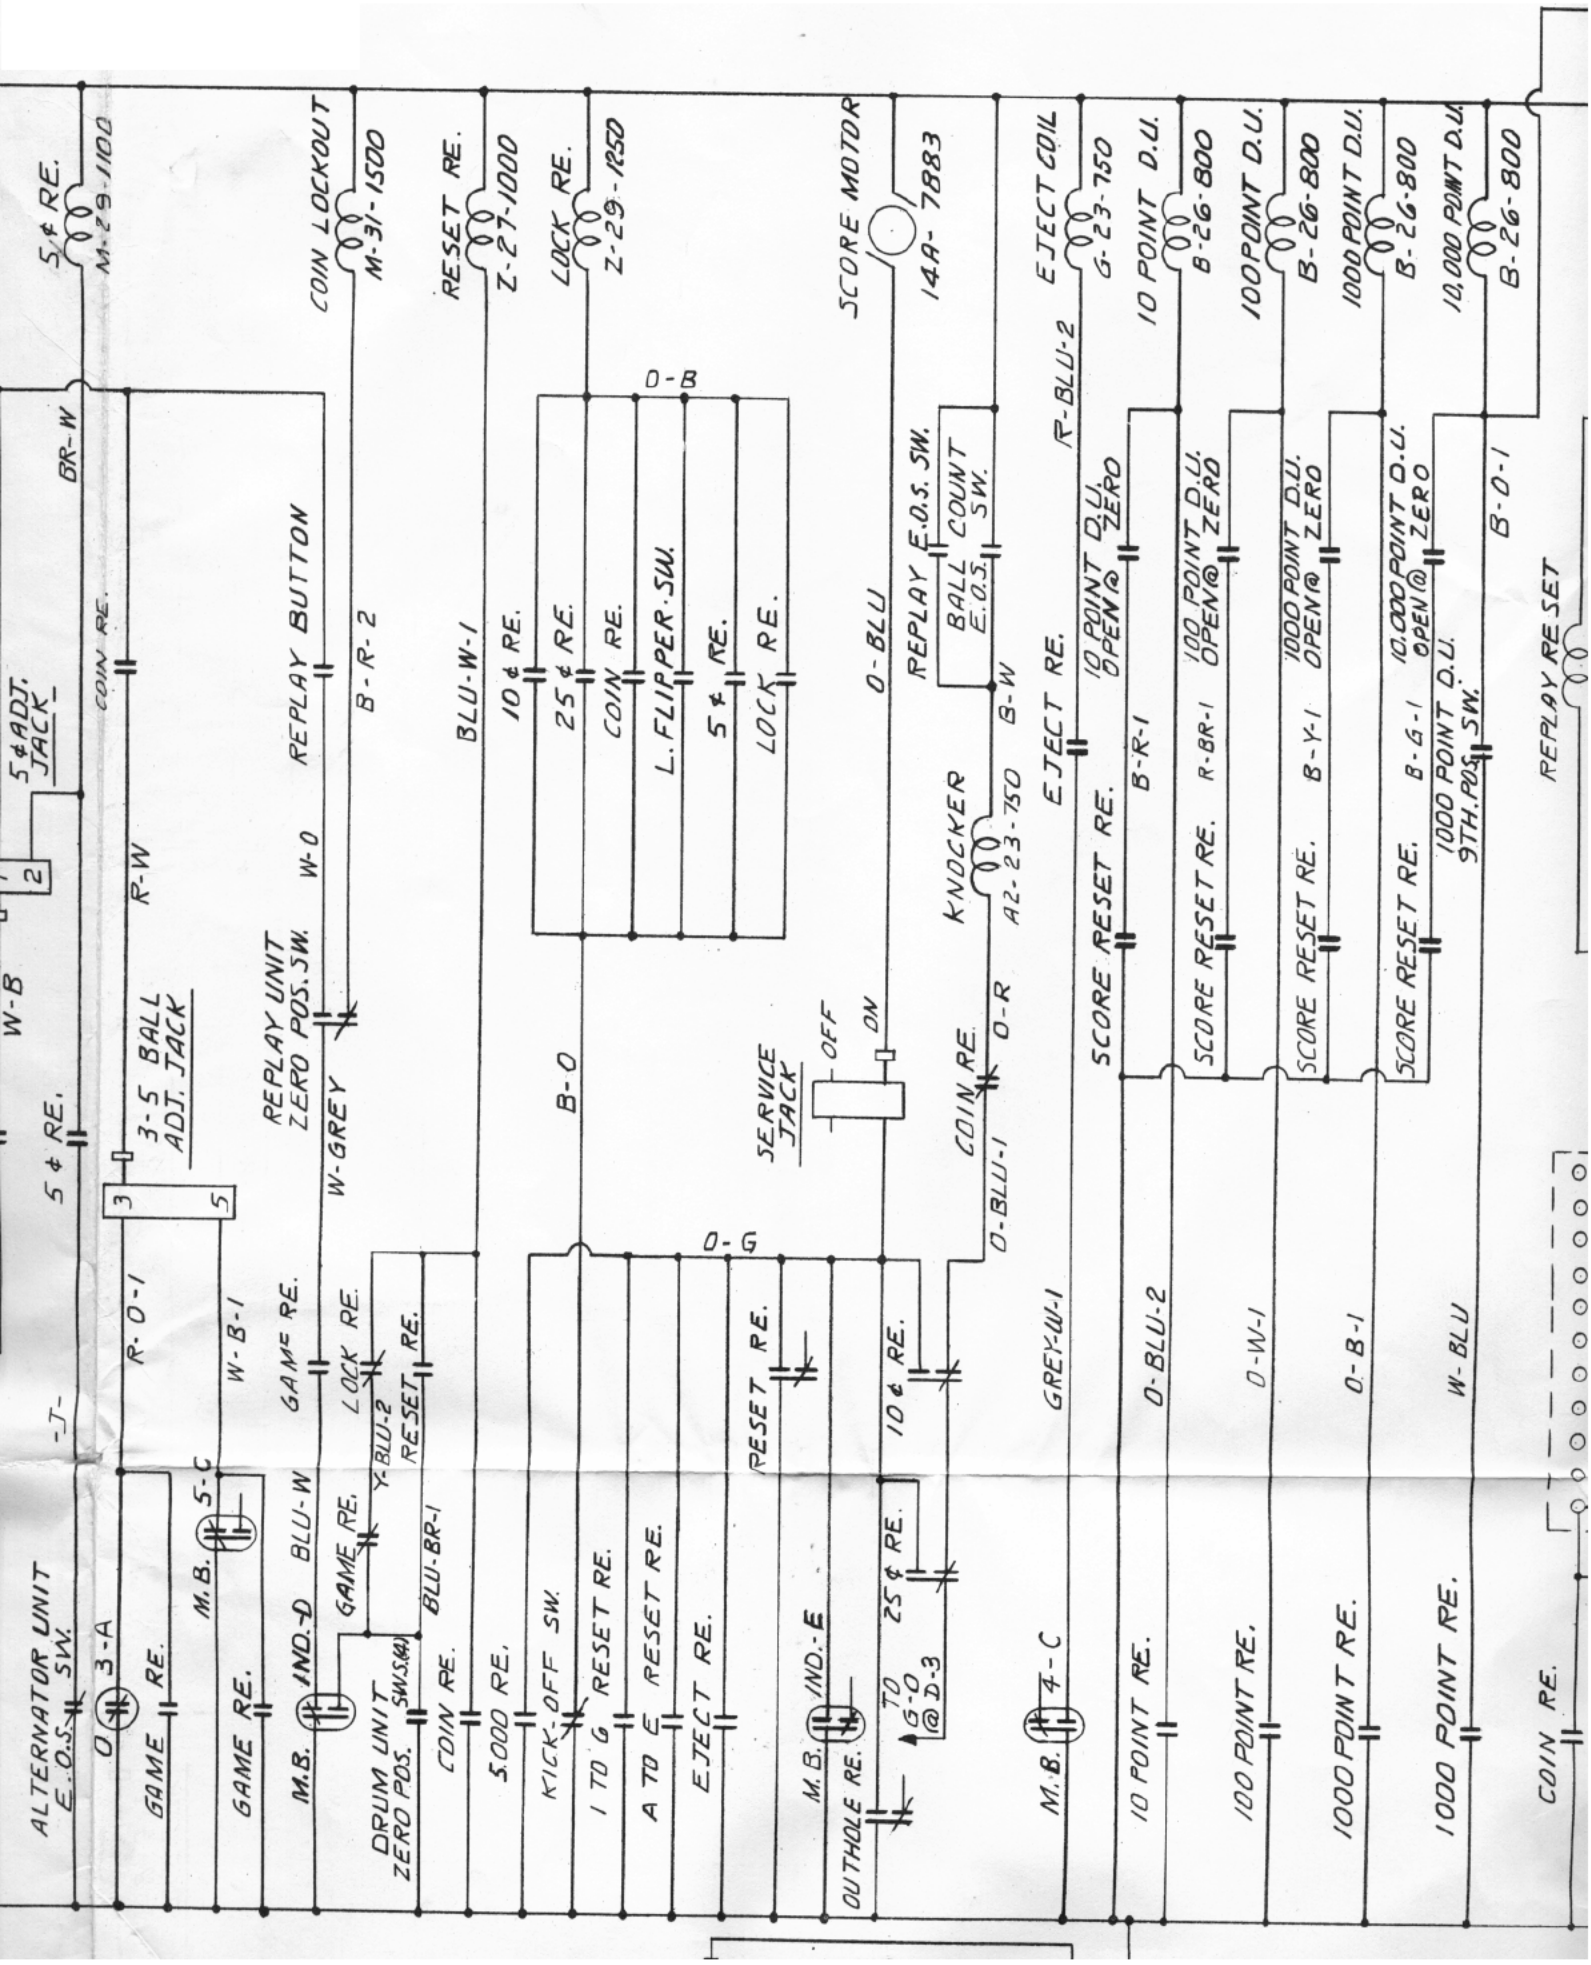 5¢ RE.
M-29-1100
BR-W
5¢ ADJ.
JACK
2
COIN RE.
R-W
W-B
3-5 BALL
ADJ. JACK
3
5
5¢ RE.
R-O-1
W-B-1
-J-
ALTERNATOR UNIT
E.O.S. SW.
O 3-A
GAME RE.
M.B. 5-C
GAME RE.
COIN LOCKOUT
M-31-1500
REPLAY BUTTON
B-R-2
W-O
REPLAY UNIT
ZERO POS. SW.
W-GREY
GAME RE.
BLU-W
M.B. IND.-D
RESET RE.
Z-27-1000
BLU-W-1
LOCK RE.
Y-BLU-2
GAME RE.
RESET RE.
BLU-BR-1
DRUM UNIT
ZERO POS. SWS.(4)
COIN RE.
LOCK RE.
Z-29-1250
O-B
10¢ RE.
25¢ RE.
COIN RE.
L. FLIPPER SW.
5¢ RE.
LOCK RE.
B-O
O-G
5000 RE.
KICK-OFF SW.
1 TO 6 RESET RE.
A TO E RESET RE.
EJECT RE.
RESET RE.
M.B. IND.-E
SCORE MOTOR
14A-7883
O-BLU
SERVICE
JACK
OFF
ON
10¢ RE.
25¢ RE.
TO
G-O
@ D-3
OUTHOLE RE.
REPLAY E.O.S. SW.
BALL COUNT
E.O.S. SW.
B-W
KNOCKER
A2-23-750
O-R
COIN RE.
O-BLU-1
EJECT COIL
G-23-750
R-BLU-2
EJECT RE.
GREY-W-1
M.B. 4-C
10 POINT D.U.
B-26-800
10 POINT D.U.
OPEN @ ZERO
B-R-1
SCORE RESET RE.
O-BLU-2
10 POINT RE.
100 POINT D.U.
B-26-800
100 POINT D.U.
OPEN @ ZERO
R-BR-1
SCORE RESET RE.
O-W-1
100 POINT RE.
1000 POINT D.U.
B-26-800
1000 POINT D.U.
OPEN @ ZERO
B-Y-1
SCORE RESET RE.
O-B-1
1000 POINT RE.
10,000 POINT D.U.
B-26-800
10,000 POINT D.U.
OPEN @ ZERO
B-O-1
B-G-1
1000 POINT D.U.
9TH. POS. SW.
SCORE RESET RE.
W-BLU
1000 POINT RE.
REPLAY RESET
COIN RE.